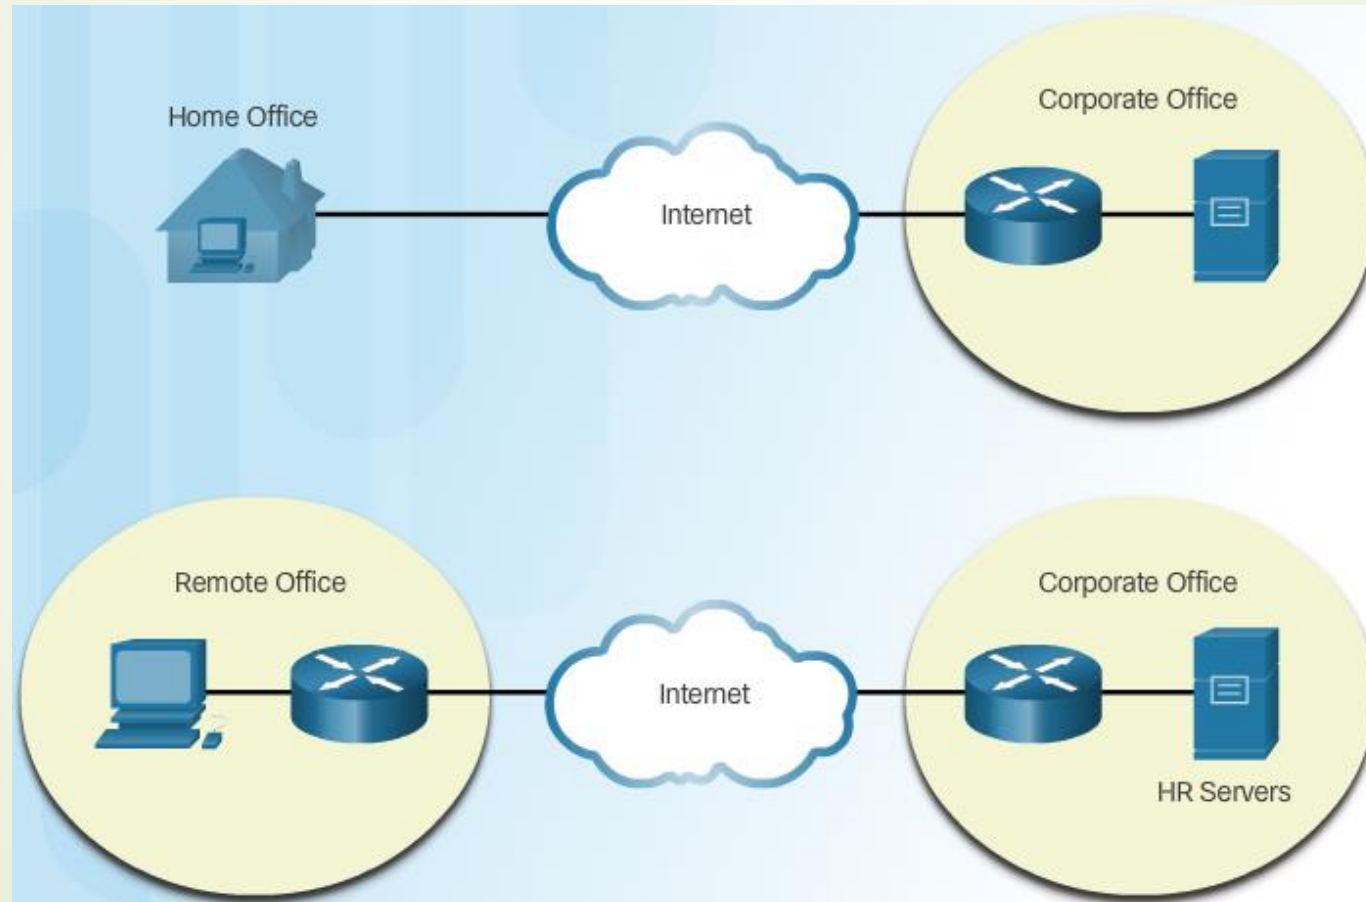 Home Office
Internet
Corporate Office
Remote Office
Internet
Corporate Office
HR Servers